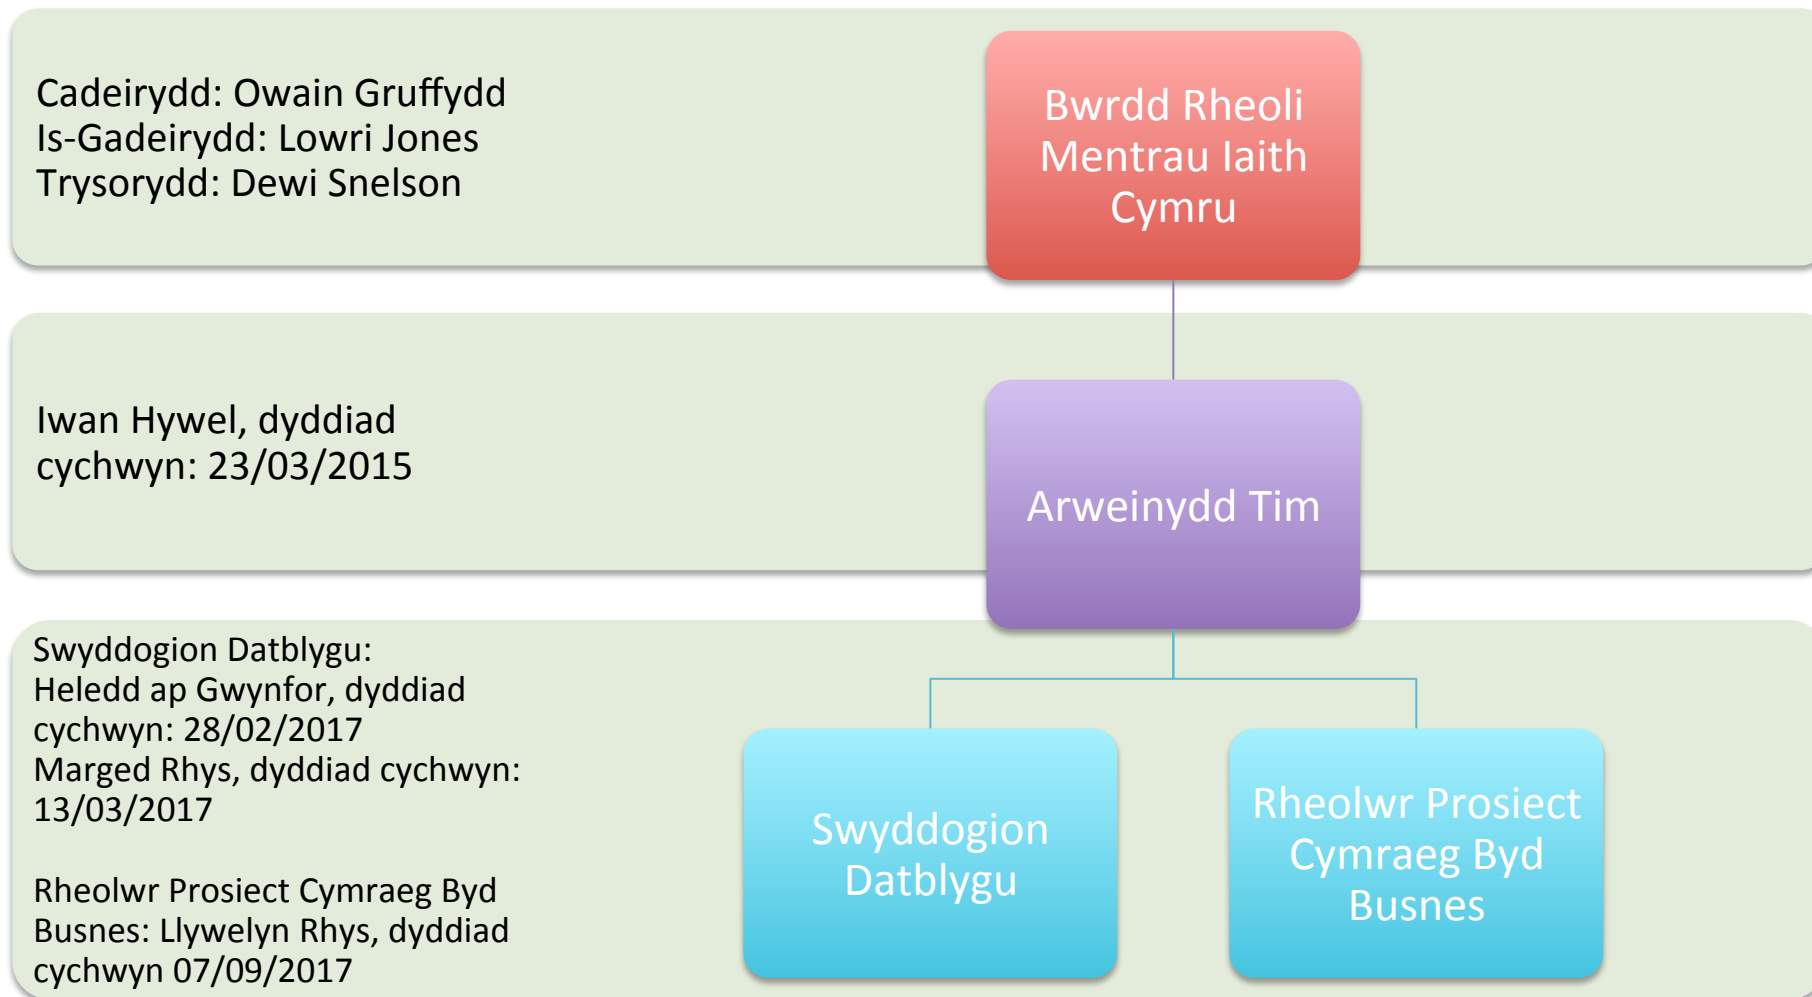 Cadeirydd: Owain Gruffydd
Is-Gadeirydd: Lowri Jones
Trysorydd: Dewi Snelson
Bwrdd Rheoli
Mentrau Iaith
Cymru
Iwan Hywel, dyddiad
cychwyn: 23/03/2015
Arweinydd Tim
Swyddogion Datblygu:
Heledd ap Gwynfor, dyddiad
cychwyn: 28/02/2017
Marged Rhys, dyddiad cychwyn:
13/03/2017
Rheolwr Prosiect Cymraeg Byd
Busnes: Llywelyn Rhys, dyddiad
cychwyn 07/09/2017
Swyddogion
Datblygu
Rheolwr Prosiect
Cymraeg Byd
Busnes